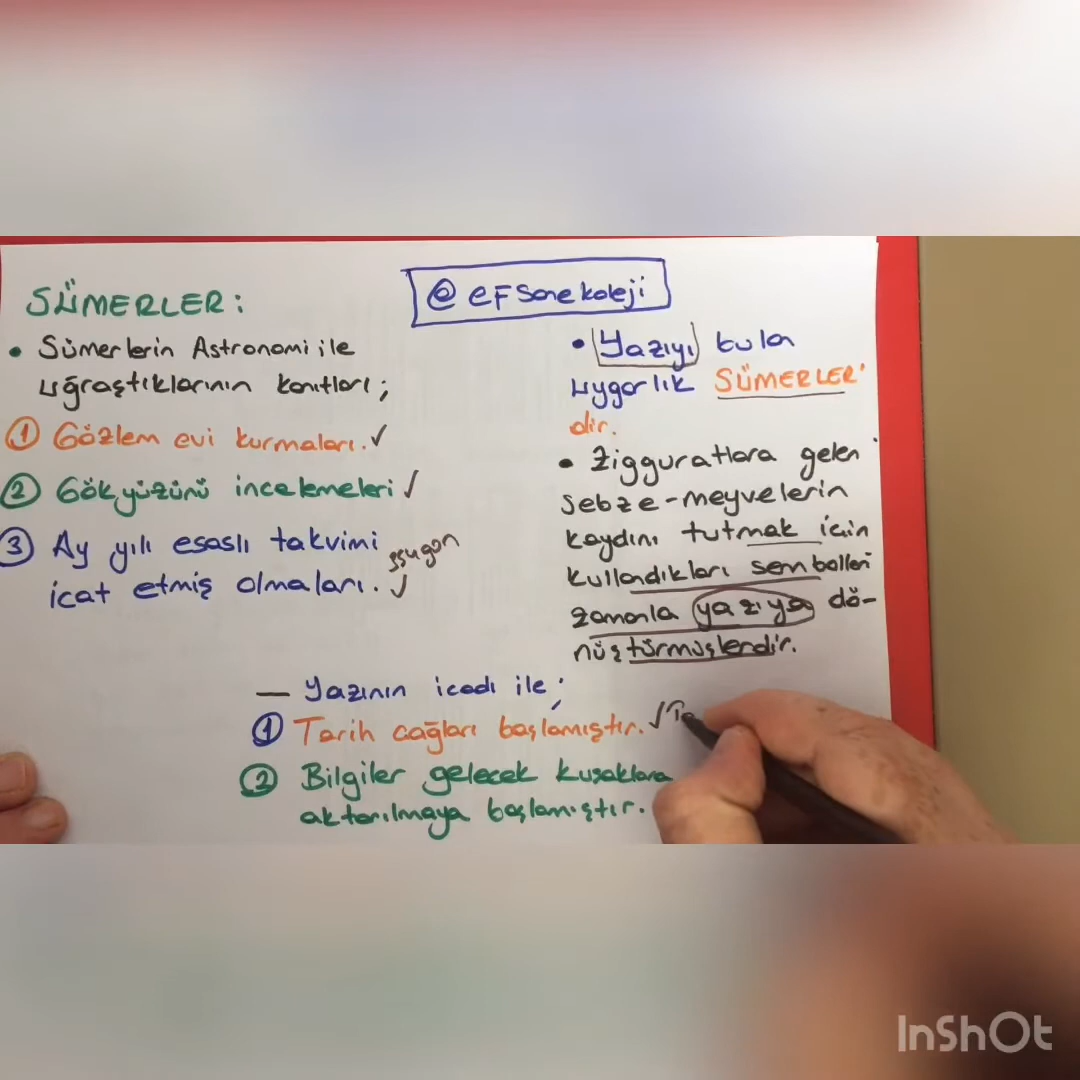 SÜMERLER:
@efsanekoleji
• Sümerlerin Astronomi ile
uğraştıklarının kanıtları;
① Gözlem evi kurmaları. ✓
② Gökyüzünü incelemeleri ✓
③ Ay yılı esaslı takvimi
icat etmiş olmaları. ✓
• Yazıyı bulan
uygarlık SÜMERLER'
dir.
• Zigguratlara gelen
sebze-meyvelerin
kaydını tutmak için
kullandıkları sembolleri
zamanla yazıya dö-
nüştürmüşlerdir.
— Yazının icadı ile;
① Tarih çağları başlamıştır. ✓
② Bilgiler gelecek kuşaklara
aktarılmaya başlamıştır.
InShOt